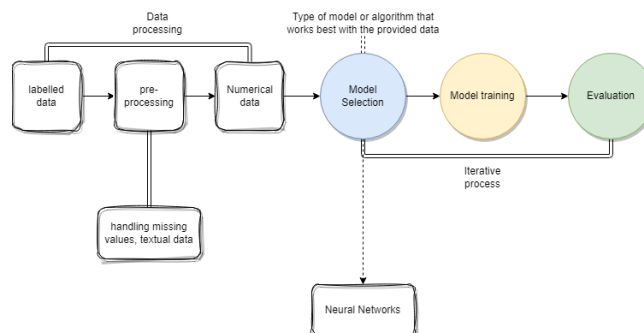 Data
processing
Type of model or algorithm that
works best with the provided data
labelled
data
pre-
processing
Numerical
data
Model
Selection
Model training
Evaluation
Iterative
process
handling missing
values, textual data
Neural Networks